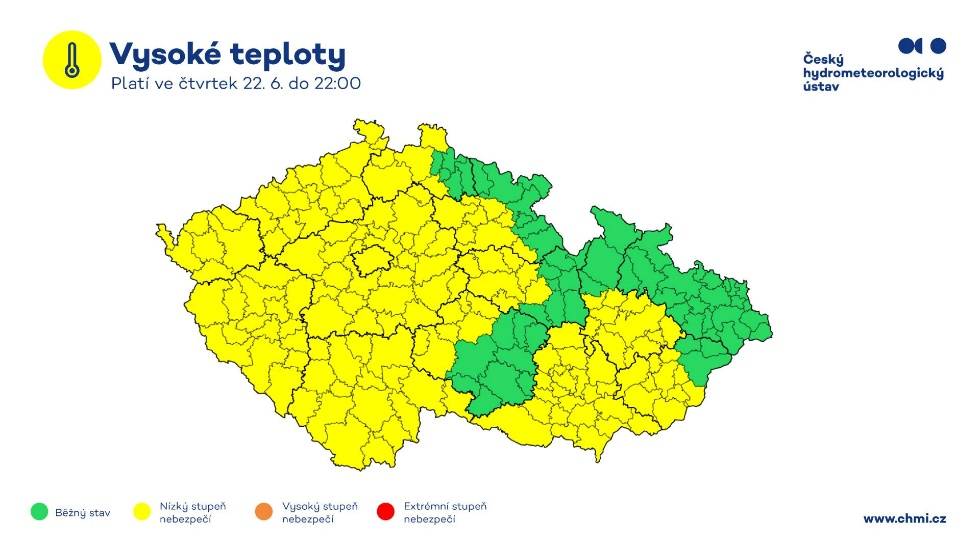 Vysoké teploty
Platí ve čtvrtek 22. 6. do 22:00
Český
hydrometeorologický
ústav
Běžný stav
Nízký stupeň
nebezpečí
Vysoký stupeň
nebezpečí
Extrémní stupeň
nebezpečí
www.chmi.cz